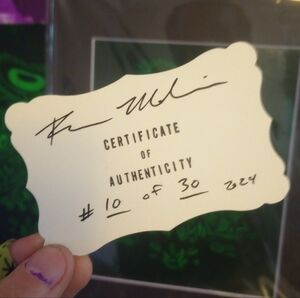 CERTIFICATE
OF
AUTHENTICITY
# 10 of 30 2024